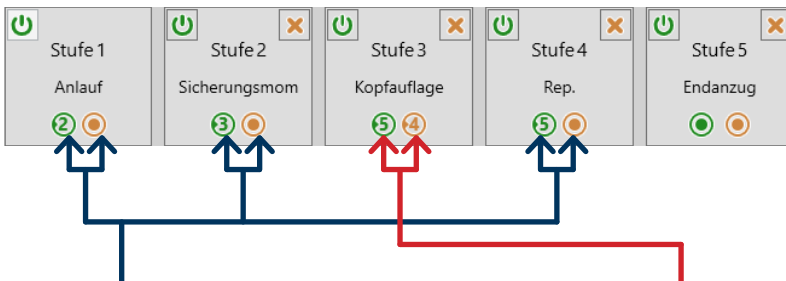 Stufe 1
Anlauf
2
Stufe 2
Sicherungsmom
3
Stufe 3
Kopfauflage
5 4
Stufe 4
Rep.
5
Stufe 5
Endanzug